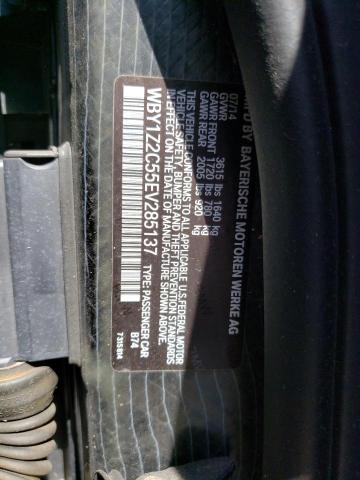 MFD BY BAYERISCHE MOTOREN WERKE AG
07/14
GVWR 3615 lbs 1640 kg
GAWR FRONT 1720 lbs 780 kg
GAWR REAR 2005 lbs 920 kg
THIS VEHICLE CONFORMS TO ALL APPLICABLE U.S. FEDERAL MOTOR
VEHICLE SAFETY, BUMPER AND THEFT PREVENTION STANDARDS
IN EFFECT ON THE DATE OF MANUFACTURE SHOWN ABOVE.
WBY1Z2C55EV285137 TYPE: PASSENGER CAR
B74
7315614